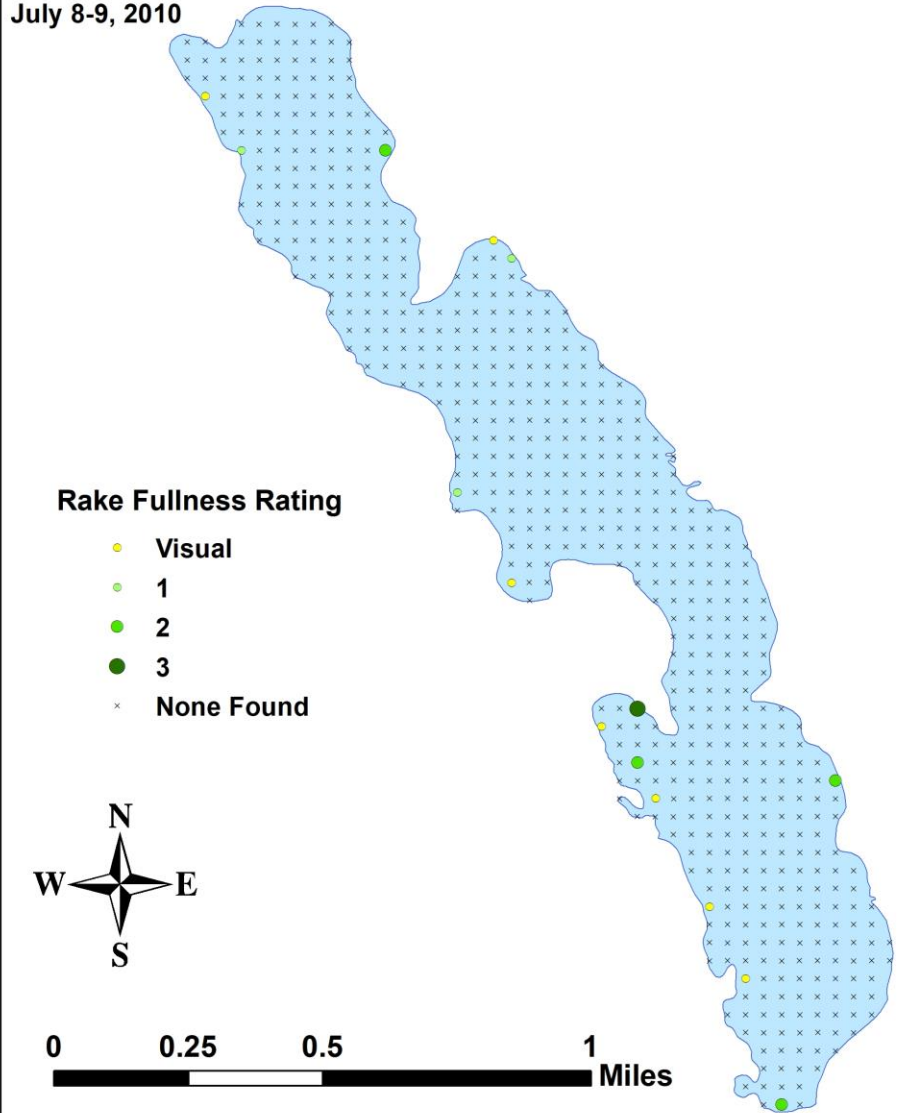 July 8-9, 2010
Rake Fullness Rating
Visual
1
2
3
None Found
N
W E
S
0 0.25 0.5 1
Miles